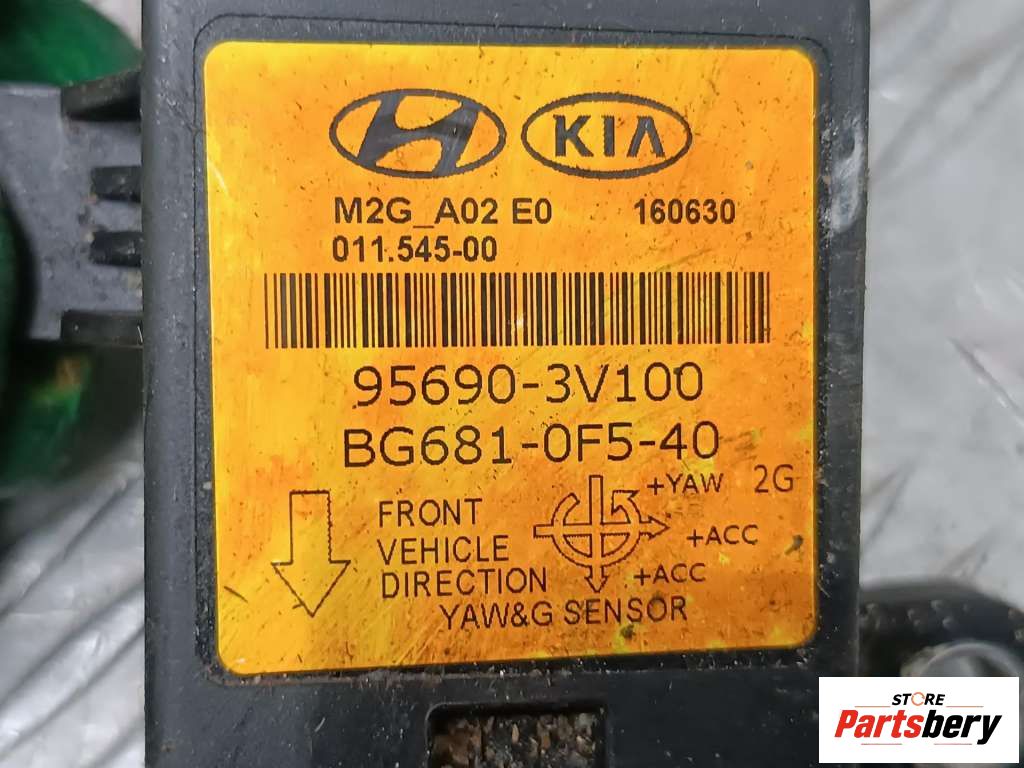 KIA
M2G_A02 E0 160630
011.545-00
95690-3V100
BG681-0F5-40
+YAW 2G
FRONT
+ACC
VEHICLE
+ACC
DIRECTION
YAW&G SENSOR
STORE
Partsbery